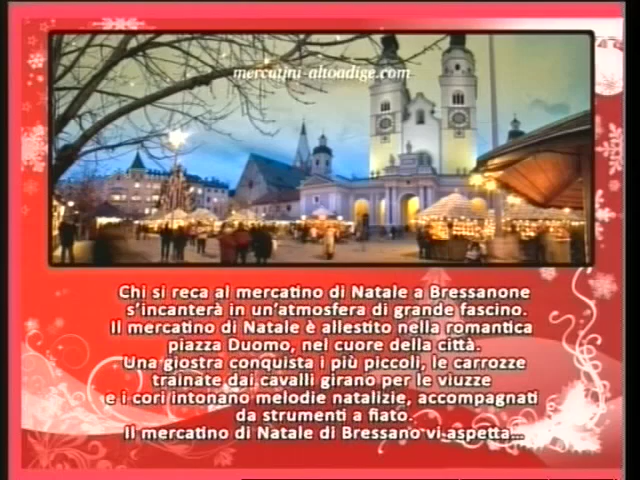 mercatini-altoadige.com
Chi si reca al mercatino di Natale a Bressanone
s'incanterà in un'atmosfera di grande fascino.
Il mercatino di Natale è allestito nella romantica
piazza Duomo, nel cuore della città.
Una giostra conquista i più piccoli, le carrozze
trainate dai cavalli girano per le viuzze
e i cori intonano melodie natalizie, accompagnati
da strumenti a fiato.
Il mercatino di Natale di Bressano vi aspetta...